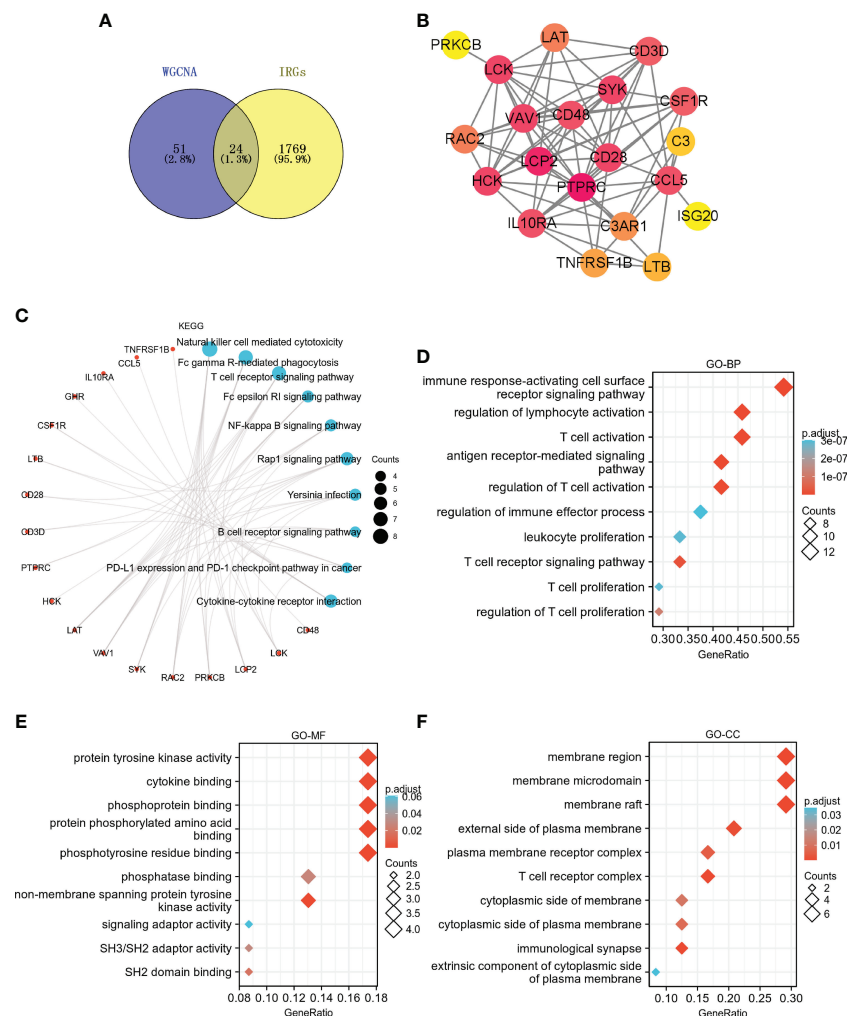 A
WGCNA
IRGs
51
(2.8%)
24
(1.3%)
1769
(95.9%)
B
PRKCB
LAT
CD3D
LCK
SYK
CSF1R
VAV1
CD48
RAC2
C3
LCP2
CD28
HCK
PTPRC
CCL5
IL10RA
C3AR1
ISG20
TNFRSF1B
LTB
C
KEGG
TNFRSF1B
Natural killer cell mediated cytotoxicity
CCL5
Fc gamma R-mediated phagocytosis
IL10RA
T cell receptor signaling pathway
GHR
Fc epsilon RI signaling pathway
CSF1R
NF-kappa B signaling pathway
LTB
Rap1 signaling pathway
CD28
Yersinia infection
CD3D
B cell receptor signaling pathway
PTPRC
PD-L1 expression and PD-1 checkpoint pathway in cancer
HCK
Cytokine-cytokine receptor interaction
LAT
CD48
VAV1
LCK
SYK
LCP2
RAC2
PRKCB
Counts
4
5
6
7
8
D
GO-BP
immune response-activating cell surface
receptor signaling pathway
regulation of lymphocyte activation
T cell activation
antigen receptor-mediated signaling
pathway
regulation of T cell activation
regulation of immune effector process
leukocyte proliferation
T cell receptor signaling pathway
T cell proliferation
regulation of T cell proliferation
0.30 0.35 0.40 0.45 0.50 0.55
GeneRatio
p.adjust
3e-07
2e-07
1e-07
Counts
8
10
12
E
GO-MF
protein tyrosine kinase activity
cytokine binding
phosphoprotein binding
protein phosphorylated amino acid
binding
phosphotyrosine residue binding
phosphatase binding
non-membrane spanning protein tyrosine
kinase activity
signaling adaptor activity
SH3/SH2 adaptor activity
SH2 domain binding
0.08 0.10 0.12 0.14 0.16 0.18
GeneRatio
p.adjust
0.06
0.04
0.02
Counts
2.0
2.5
3.0
3.5
4.0
F
GO-CC
membrane region
membrane microdomain
membrane raft
external side of plasma membrane
plasma membrane receptor complex
T cell receptor complex
cytoplasmic side of membrane
cytoplasmic side of plasma membrane
immunological synapse
extrinsic component of cytoplasmic side
of plasma membrane
0.10 0.15 0.20 0.25 0.30
GeneRatio
p.adjust
0.03
0.02
0.01
Counts
2
4
6